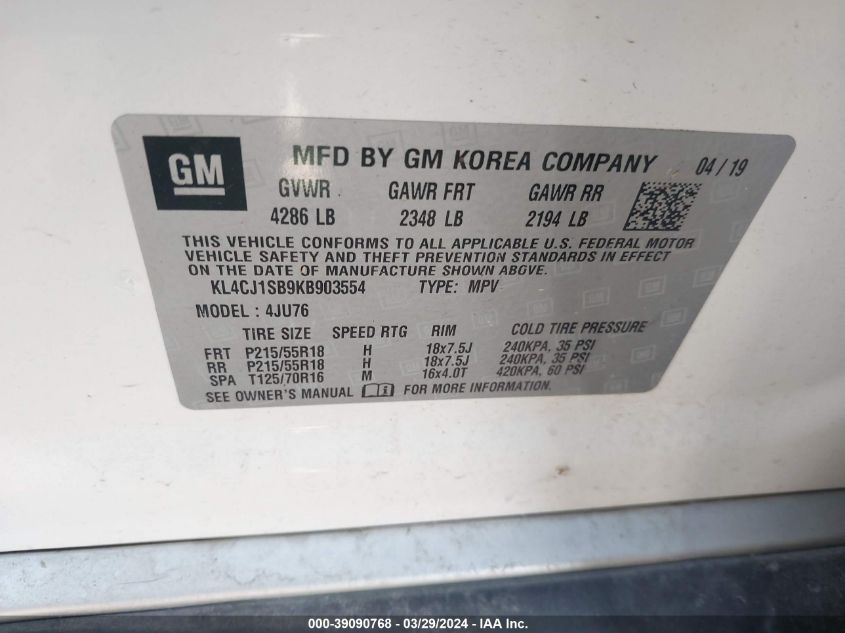 GM
MFD BY GM KOREA COMPANY 04/19
GVWR GAWR FRT GAWR RR
4286 LB 2348 LB 2194 LB
THIS VEHICLE CONFORMS TO ALL APPLICABLE U.S. FEDERAL MOTOR
VEHICLE SAFETY AND THEFT PREVENTION STANDARDS IN EFFECT
ON THE DATE OF MANUFACTURE SHOWN ABOVE.
KL4CJ1SB9KB903554 TYPE: MPV
MODEL: 4JU76
TIRE SIZE SPEED RTG RIM COLD TIRE PRESSURE
FRT P215/55R18 H 18x7.5J 240KPA, 35 PSI
RR P215/55R18 H 18x7.5J 240KPA, 35 PSI
SPA T125/70R16 M 16x4.0T 420KPA, 60 PSI
SEE OWNER'S MANUAL FOR MORE INFORMATION.
000-39090768 - 03/29/2024 - IAA Inc.